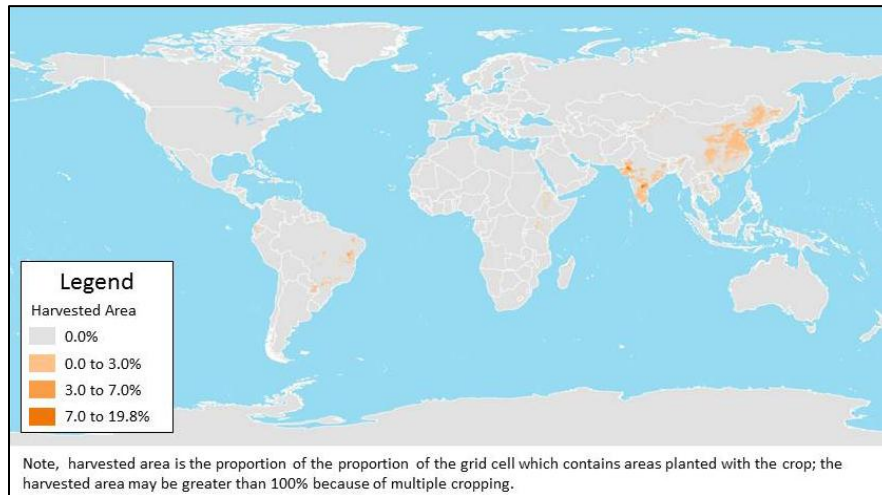 Legend
Harvested Area
0.0%
0.0 to 3.0%
3.0 to 7.0%
7.0 to 19.8%
Note, harvested area is the proportion of the proportion of the grid cell which contains areas planted with the crop; the
harvested area may be greater than 100% because of multiple cropping.